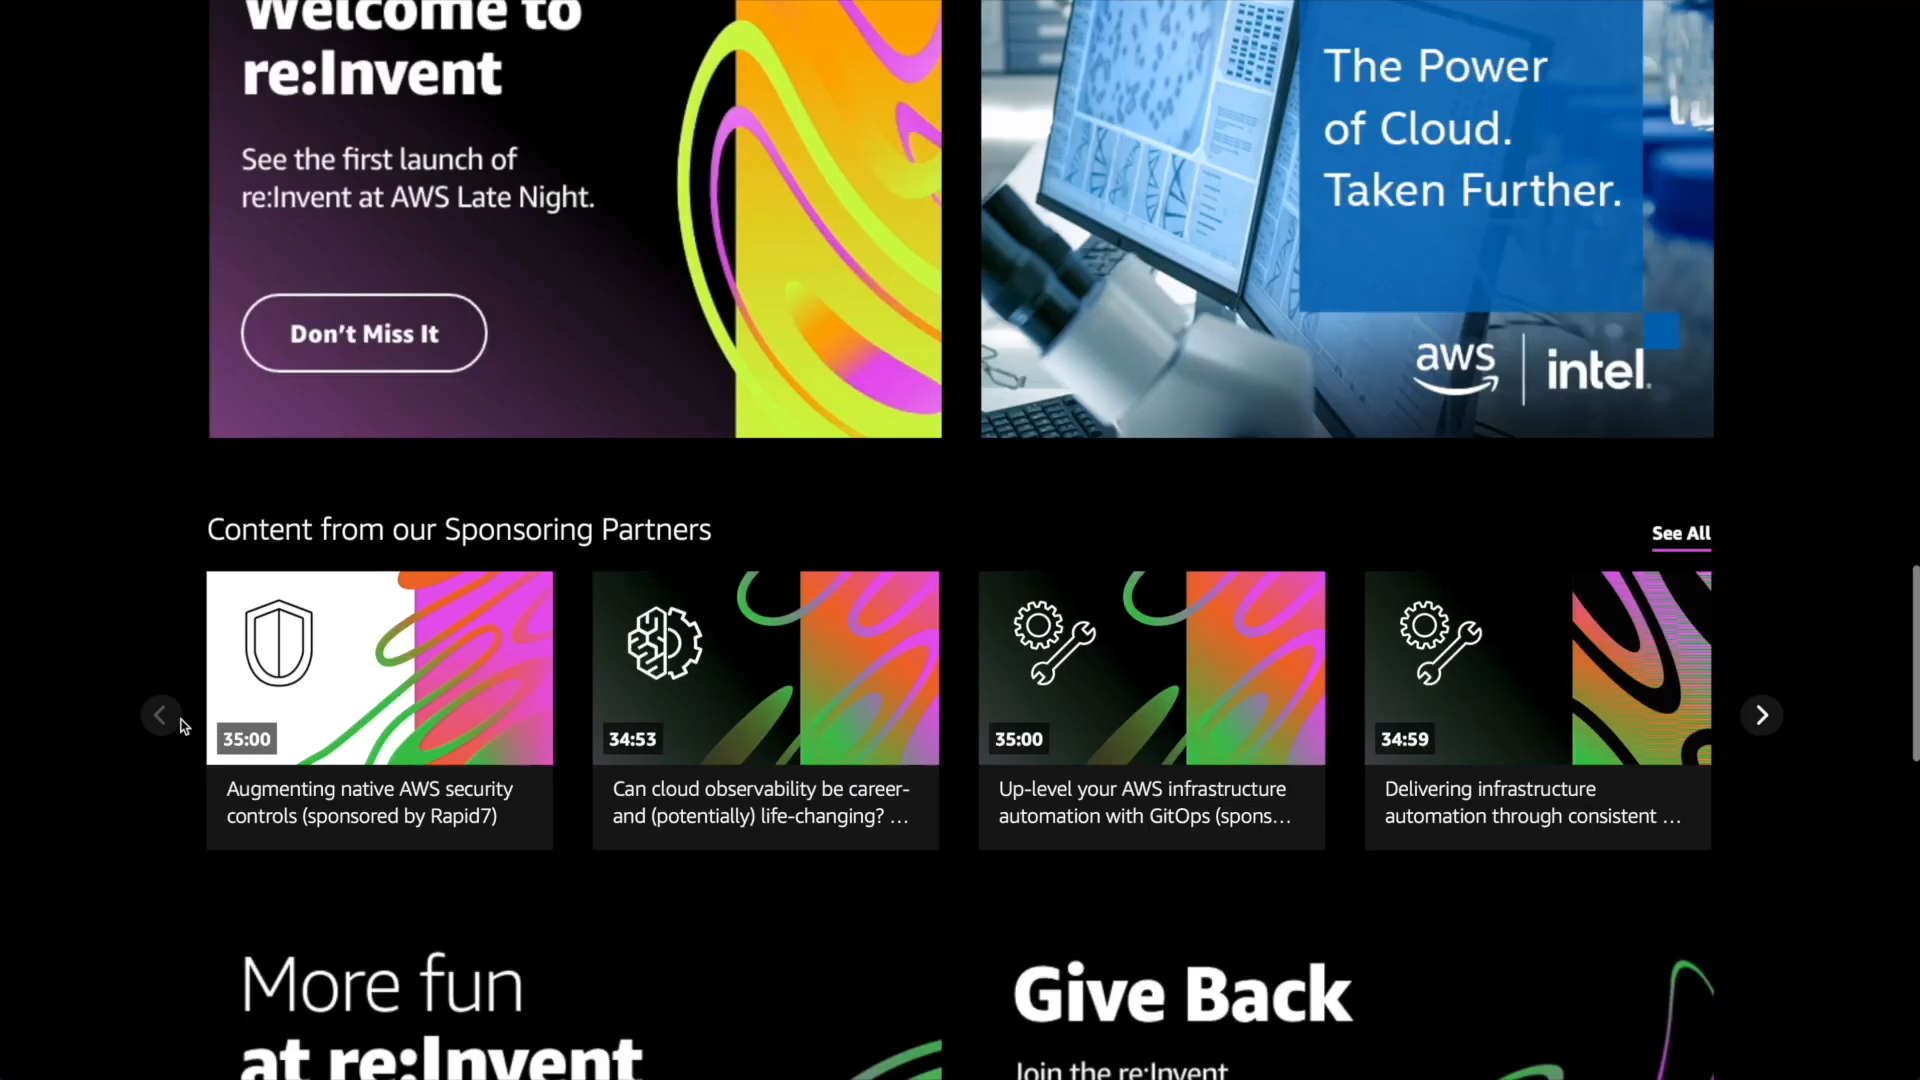 Welcome to
re:Invent
See the first launch of
re:Invent at AWS Late Night.
Don't Miss It
The Power
of Cloud.
Taken Further.
aws
intel.
Content from our Sponsoring Partners
See All
35:00
Augmenting native AWS security
controls (sponsored by Rapid7)
34:53
Can cloud observability be career-
and (potentially) life-changing? ...
35:00
Up-level your AWS infrastructure
automation with GitOps (spons...
34:59
Delivering infrastructure
automation through consistent ...
More fun
at re:Invent
Give Back
Join the re:Invent